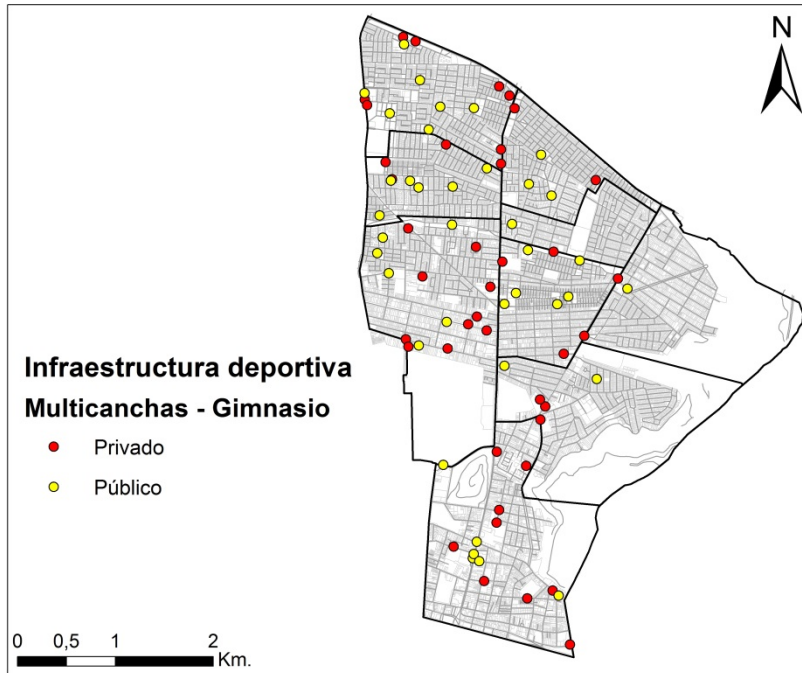 N
Infraestructura deportiva
Multicanchas - Gimnasio
Privado
Público
0 0,5 1 2
Km.